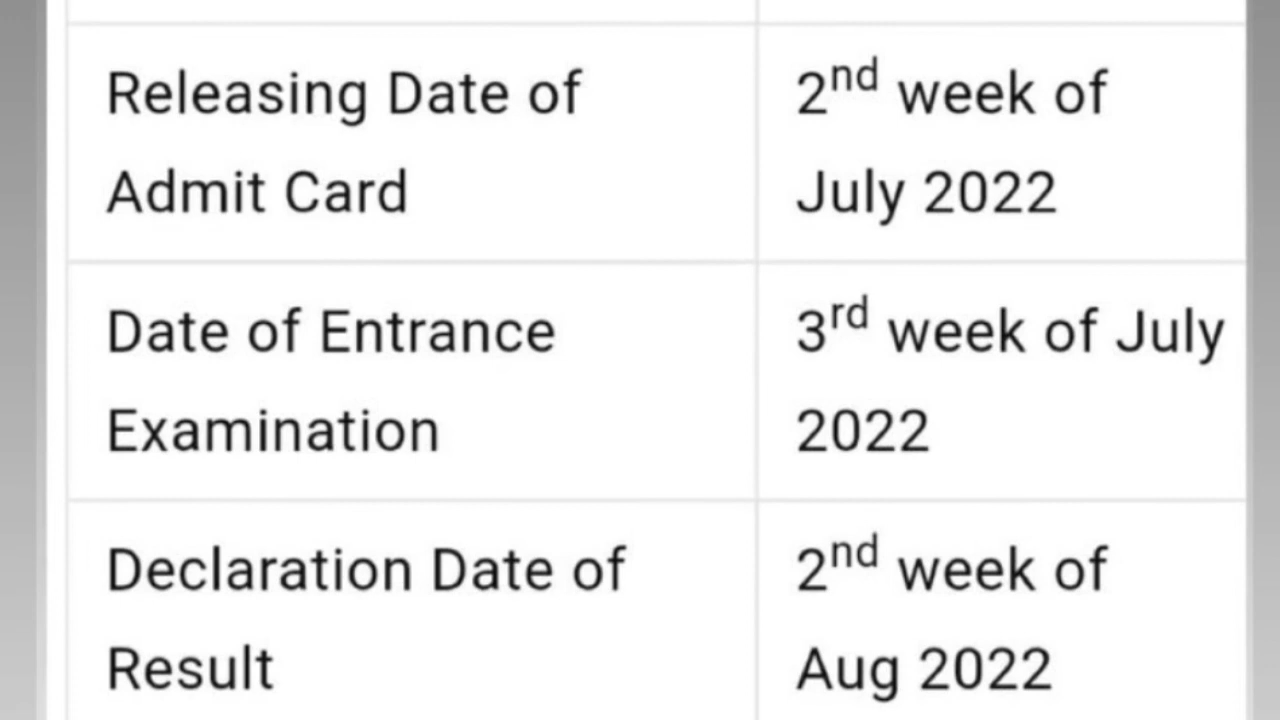 Releasing Date of
Admit Card
2nd week of
July 2022
Date of Entrance
Examination
3rd week of July
2022
Declaration Date of
Result
2nd week of
Aug 2022